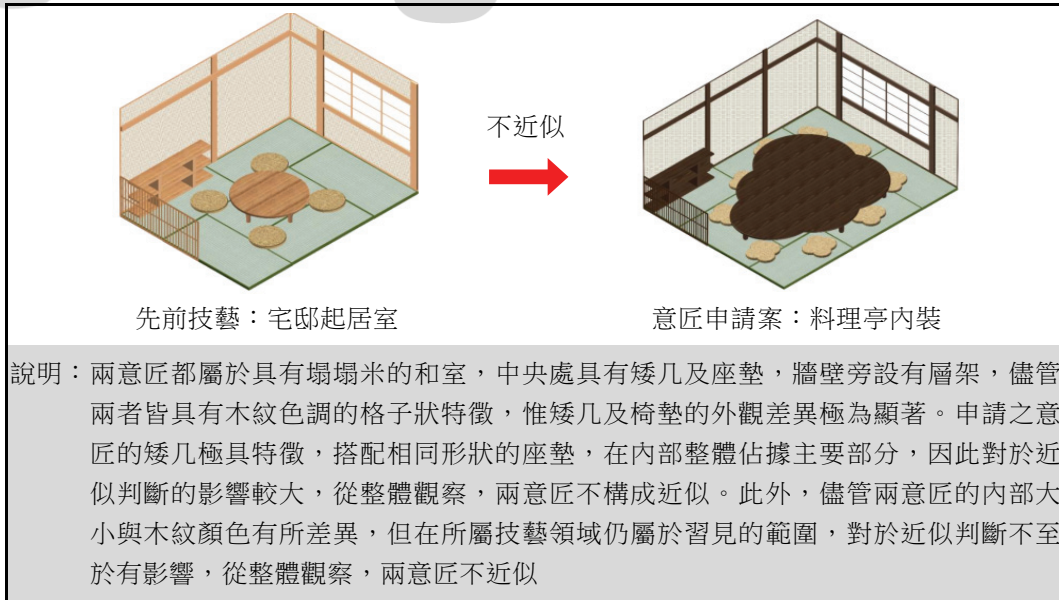 不近似
先前技藝：宅邸起居室
意匠申請案：料理亭內裝
說明：兩意匠都屬於具有塌塌米的和室，中央處具有矮几及座墊，牆壁旁設有層架，儘管
兩者皆具有木紋色調的格子狀特徵，惟矮几及椅墊的外觀差異極為顯著。申請之意
匠的矮几極具特徵，搭配相同形狀的座墊，在內部整體佔據主要部分，因此對於近
似判斷的影響較大，從整體觀察，兩意匠不構成近似。此外，儘管兩意匠的內部大
小與木紋顏色有所差異，但在所屬技藝領域仍屬於習見的範圍，對於近似判斷不至
於有影響，從整體觀察，兩意匠不近似